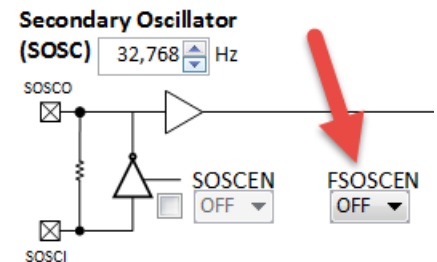 Secondary Oscillator
(SOSC) 32,768 Hz
SOSCO
SOSCEN FSOSCEN
OFF OFF
SOSCI